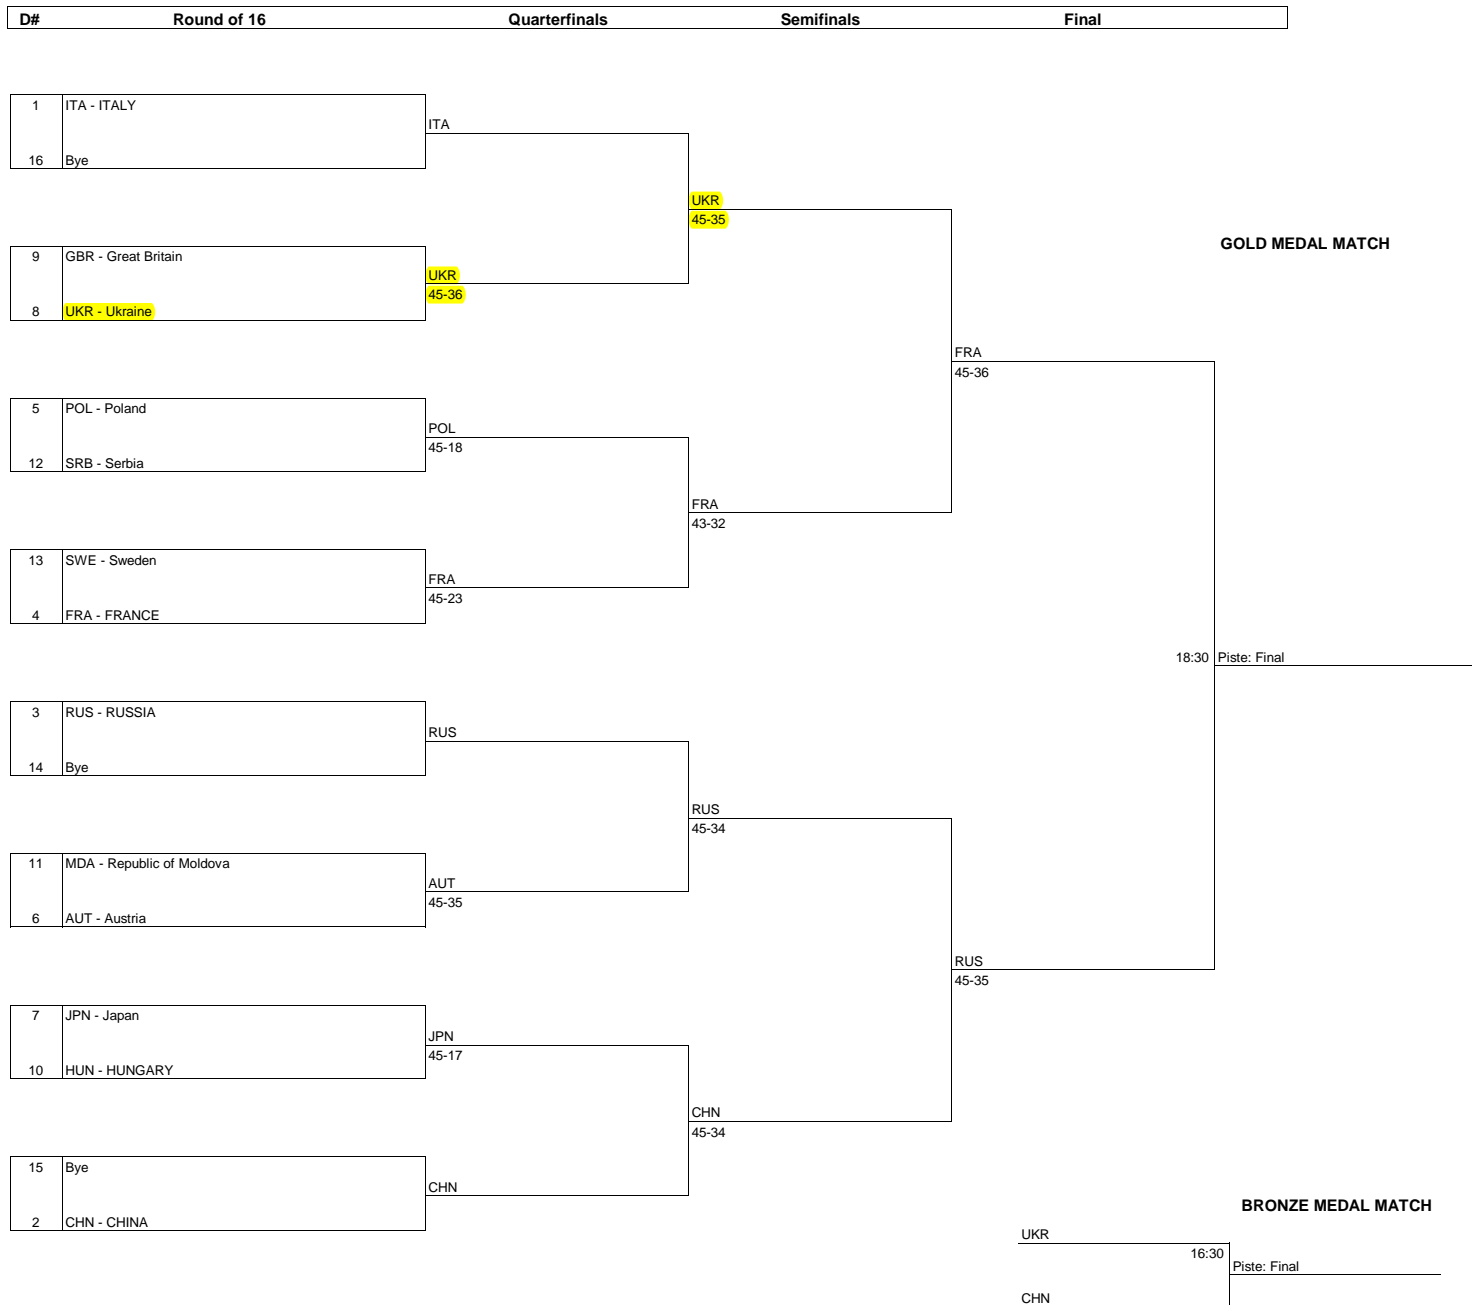 D# Round of 16 Quarterfinals Semifinals Final
1 ITA - ITALY
ITA
16 Bye
UKR
45-35
GOLD MEDAL MATCH
9 GBR - Great Britain
UKR
45-36
8 UKR - Ukraine
FRA
45-36
5 POL - Poland
POL
45-18
12 SRB - Serbia
FRA
43-32
13 SWE - Sweden
FRA
45-23
4 FRA - FRANCE
18:30 Piste: Final
3 RUS - RUSSIA
RUS
14 Bye
RUS
45-34
11 MDA - Republic of Moldova
AUT
45-35
6 AUT - Austria
RUS
45-35
7 JPN - Japan
JPN
45-17
10 HUN - HUNGARY
CHN
45-34
15 Bye
CHN
2 CHN - CHINA
BRONZE MEDAL MATCH
UKR
16:30
Piste: Final
CHN